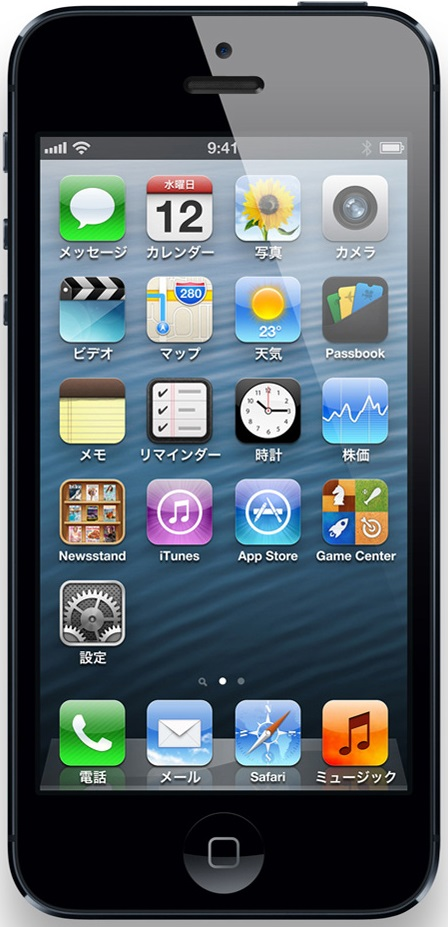 9:41
水曜日
12
メッセージ
カレンダー
写真
カメラ
280
23°
ビデオ
マップ
天気
Passbook
メモ
リマインダー
時計
株価
Newsstand
iTunes
App Store
Game Center
設定
電話
メール
Safari
ミュージック